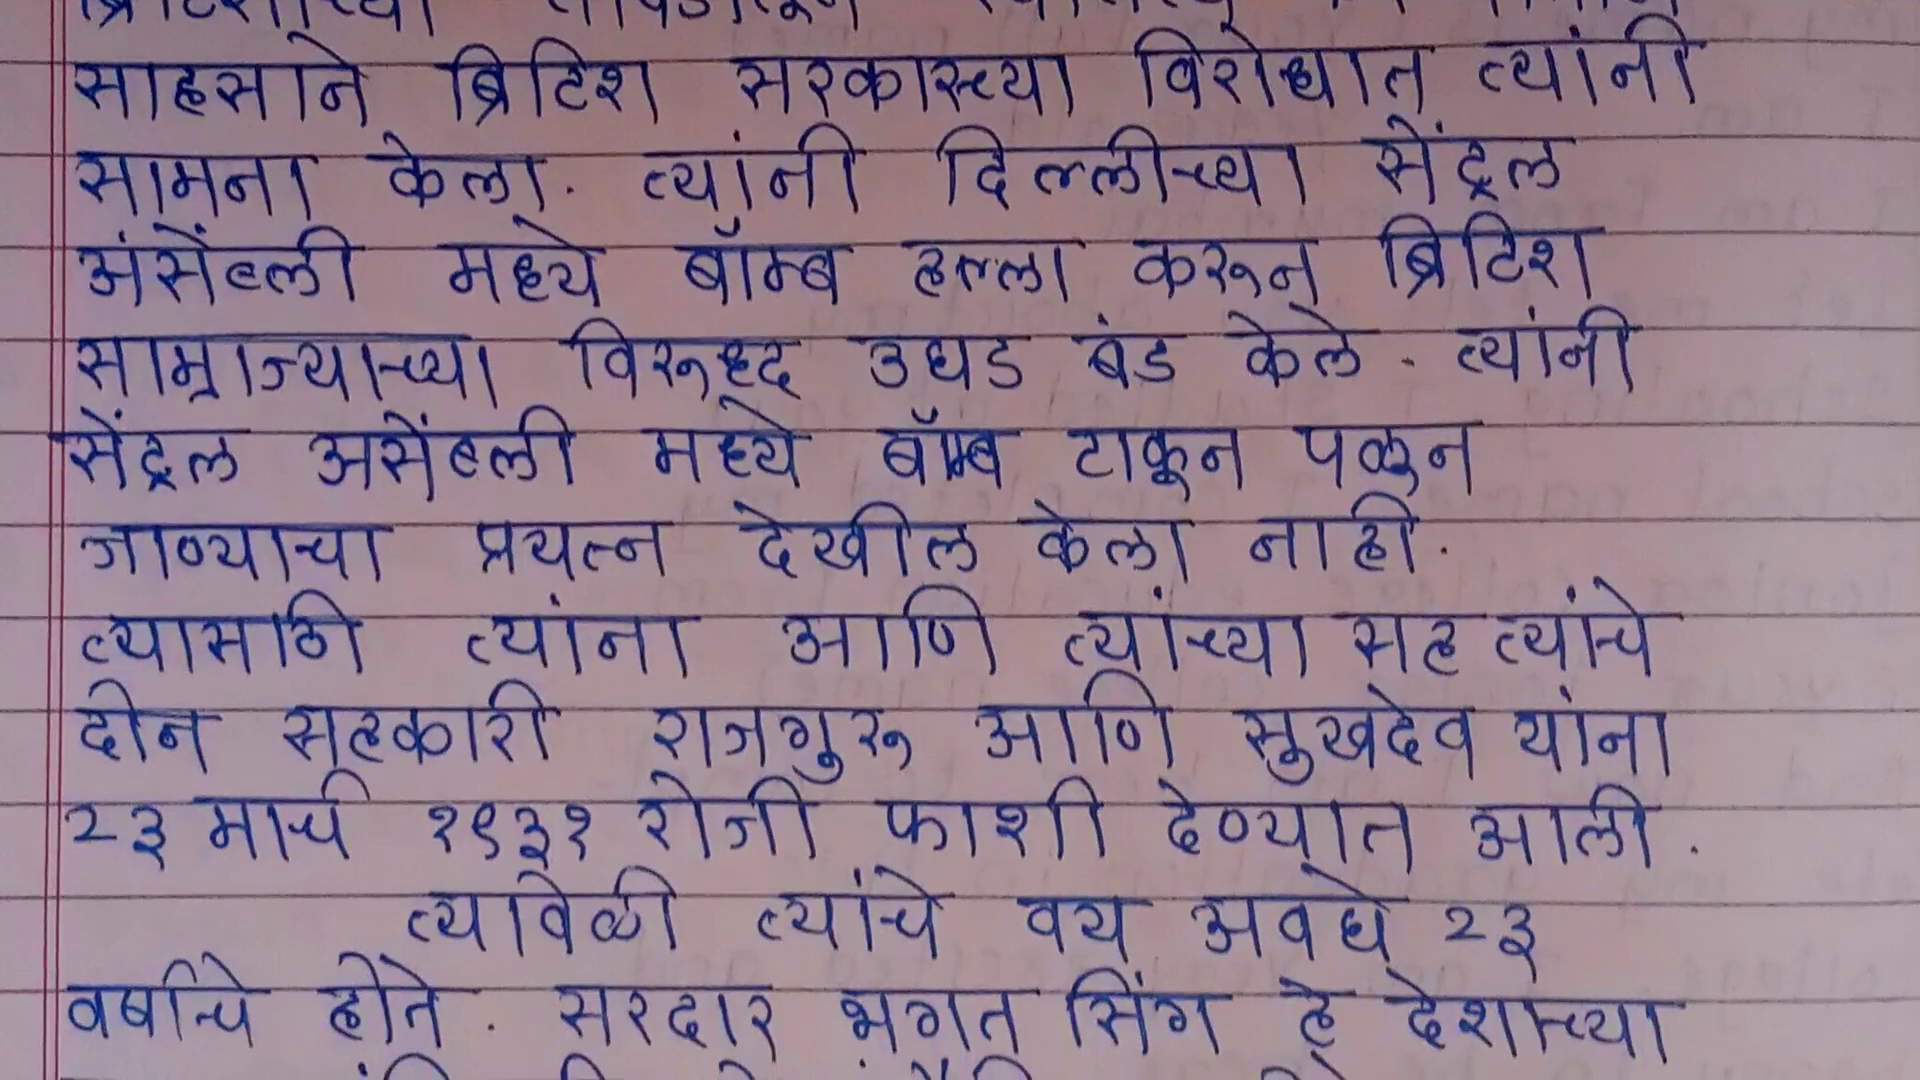 साहसाने ब्रिटिश सरकारच्या विरोधात त्यांनी
सामना केला. त्यांनी दिल्लीच्या सेंट्रल
अंसेंब्ली मध्ये बॉम्ब हल्ला करून ब्रिटिश
साम्राज्याच्या विरुध्द उघड बंड केले. त्यांनी
सेंट्रल असेंब्ली मध्ये बॉम्ब टाकून पळून
जाण्याचा प्रयत्न देखील केला नाही.
त्यासाठी त्यांना आणि त्यांच्या सह त्यांचे
दोन सहकारी राजगुरु आणि सुखदेव यांना
२३ मार्च १९३१ रोजी फाशी देण्यात आली.
त्यावेळी त्यांचे वय अवघे २३
वर्षाचे होते. सरदार भगत सिंग हे देशाच्या